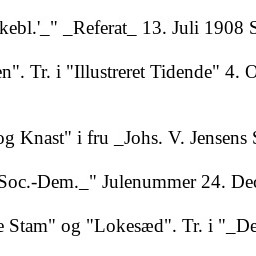 kebl.'_" _Referat_ 13. Juli 1908 S
en". Tr. i "Illustreret Tidende" 4. O
og Knast" i fru _Johs. V. Jensens S
Soc.-Dem._" Julenummer 24. Dec
e Stam" og "Lokesæd". Tr. i "_De